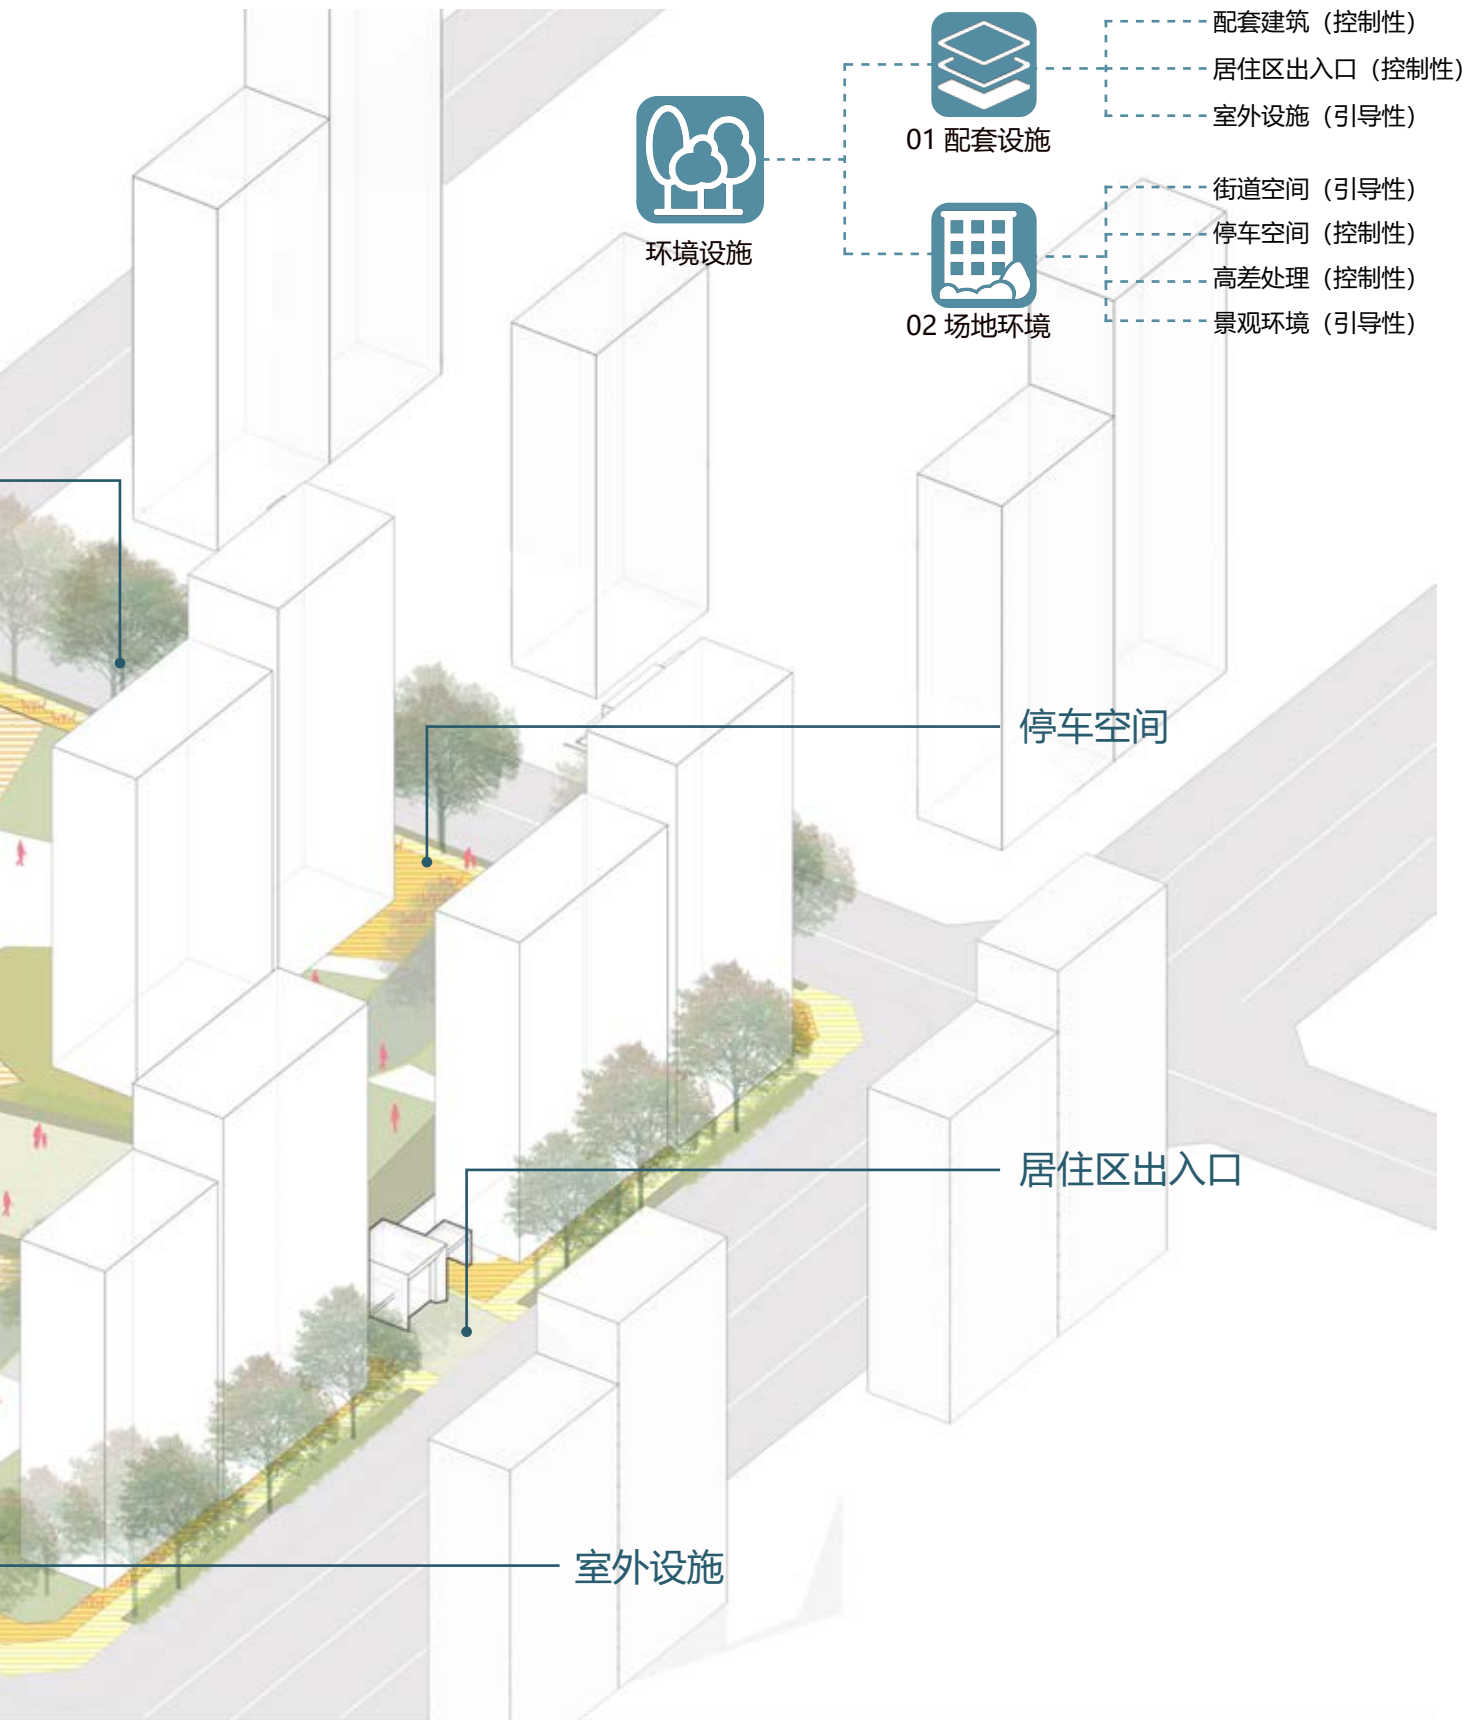 配套建筑（控制性）
居住区出入口（控制性）
室外设施（引导性）
01 配套设施
环境设施
街道空间（引导性）
停车空间（控制性）
高差处理（控制性）
景观环境（引导性）
02 场地环境
停车空间
居住区出入口
室外设施